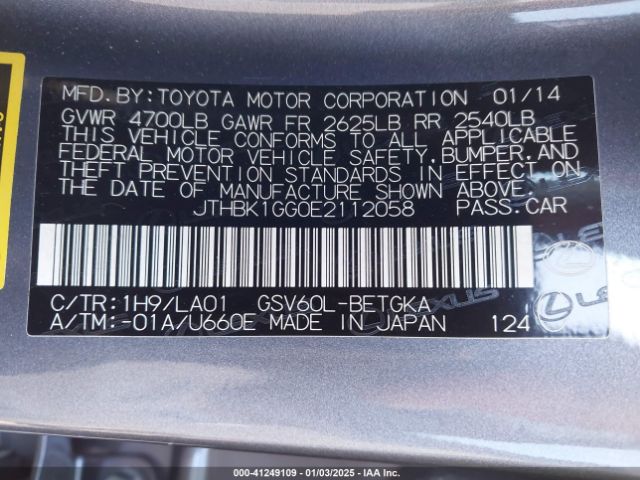 MFD. BY: TOYOTA MOTOR CORPORATION 01/14
GVWR 4700LB GAWR FR 2625LB RR 2540LB
THIS VEHICLE CONFORMS TO ALL APPLICABLE
FEDERAL MOTOR VEHICLE SAFETY, BUMPER, AND
THEFT PREVENTION STANDARDS IN EFFECT ON
THE DATE OF MANUFACTURE SHOWN ABOVE.
JTHBK1GG0E2112058 PASS. CAR
C/TR: 1H9/LA01 GSV60L-BETGKA
A/TM: -01A/U660E MADE IN JAPAN 124
000-41249109 - 01/03/2025 - IAA Inc.